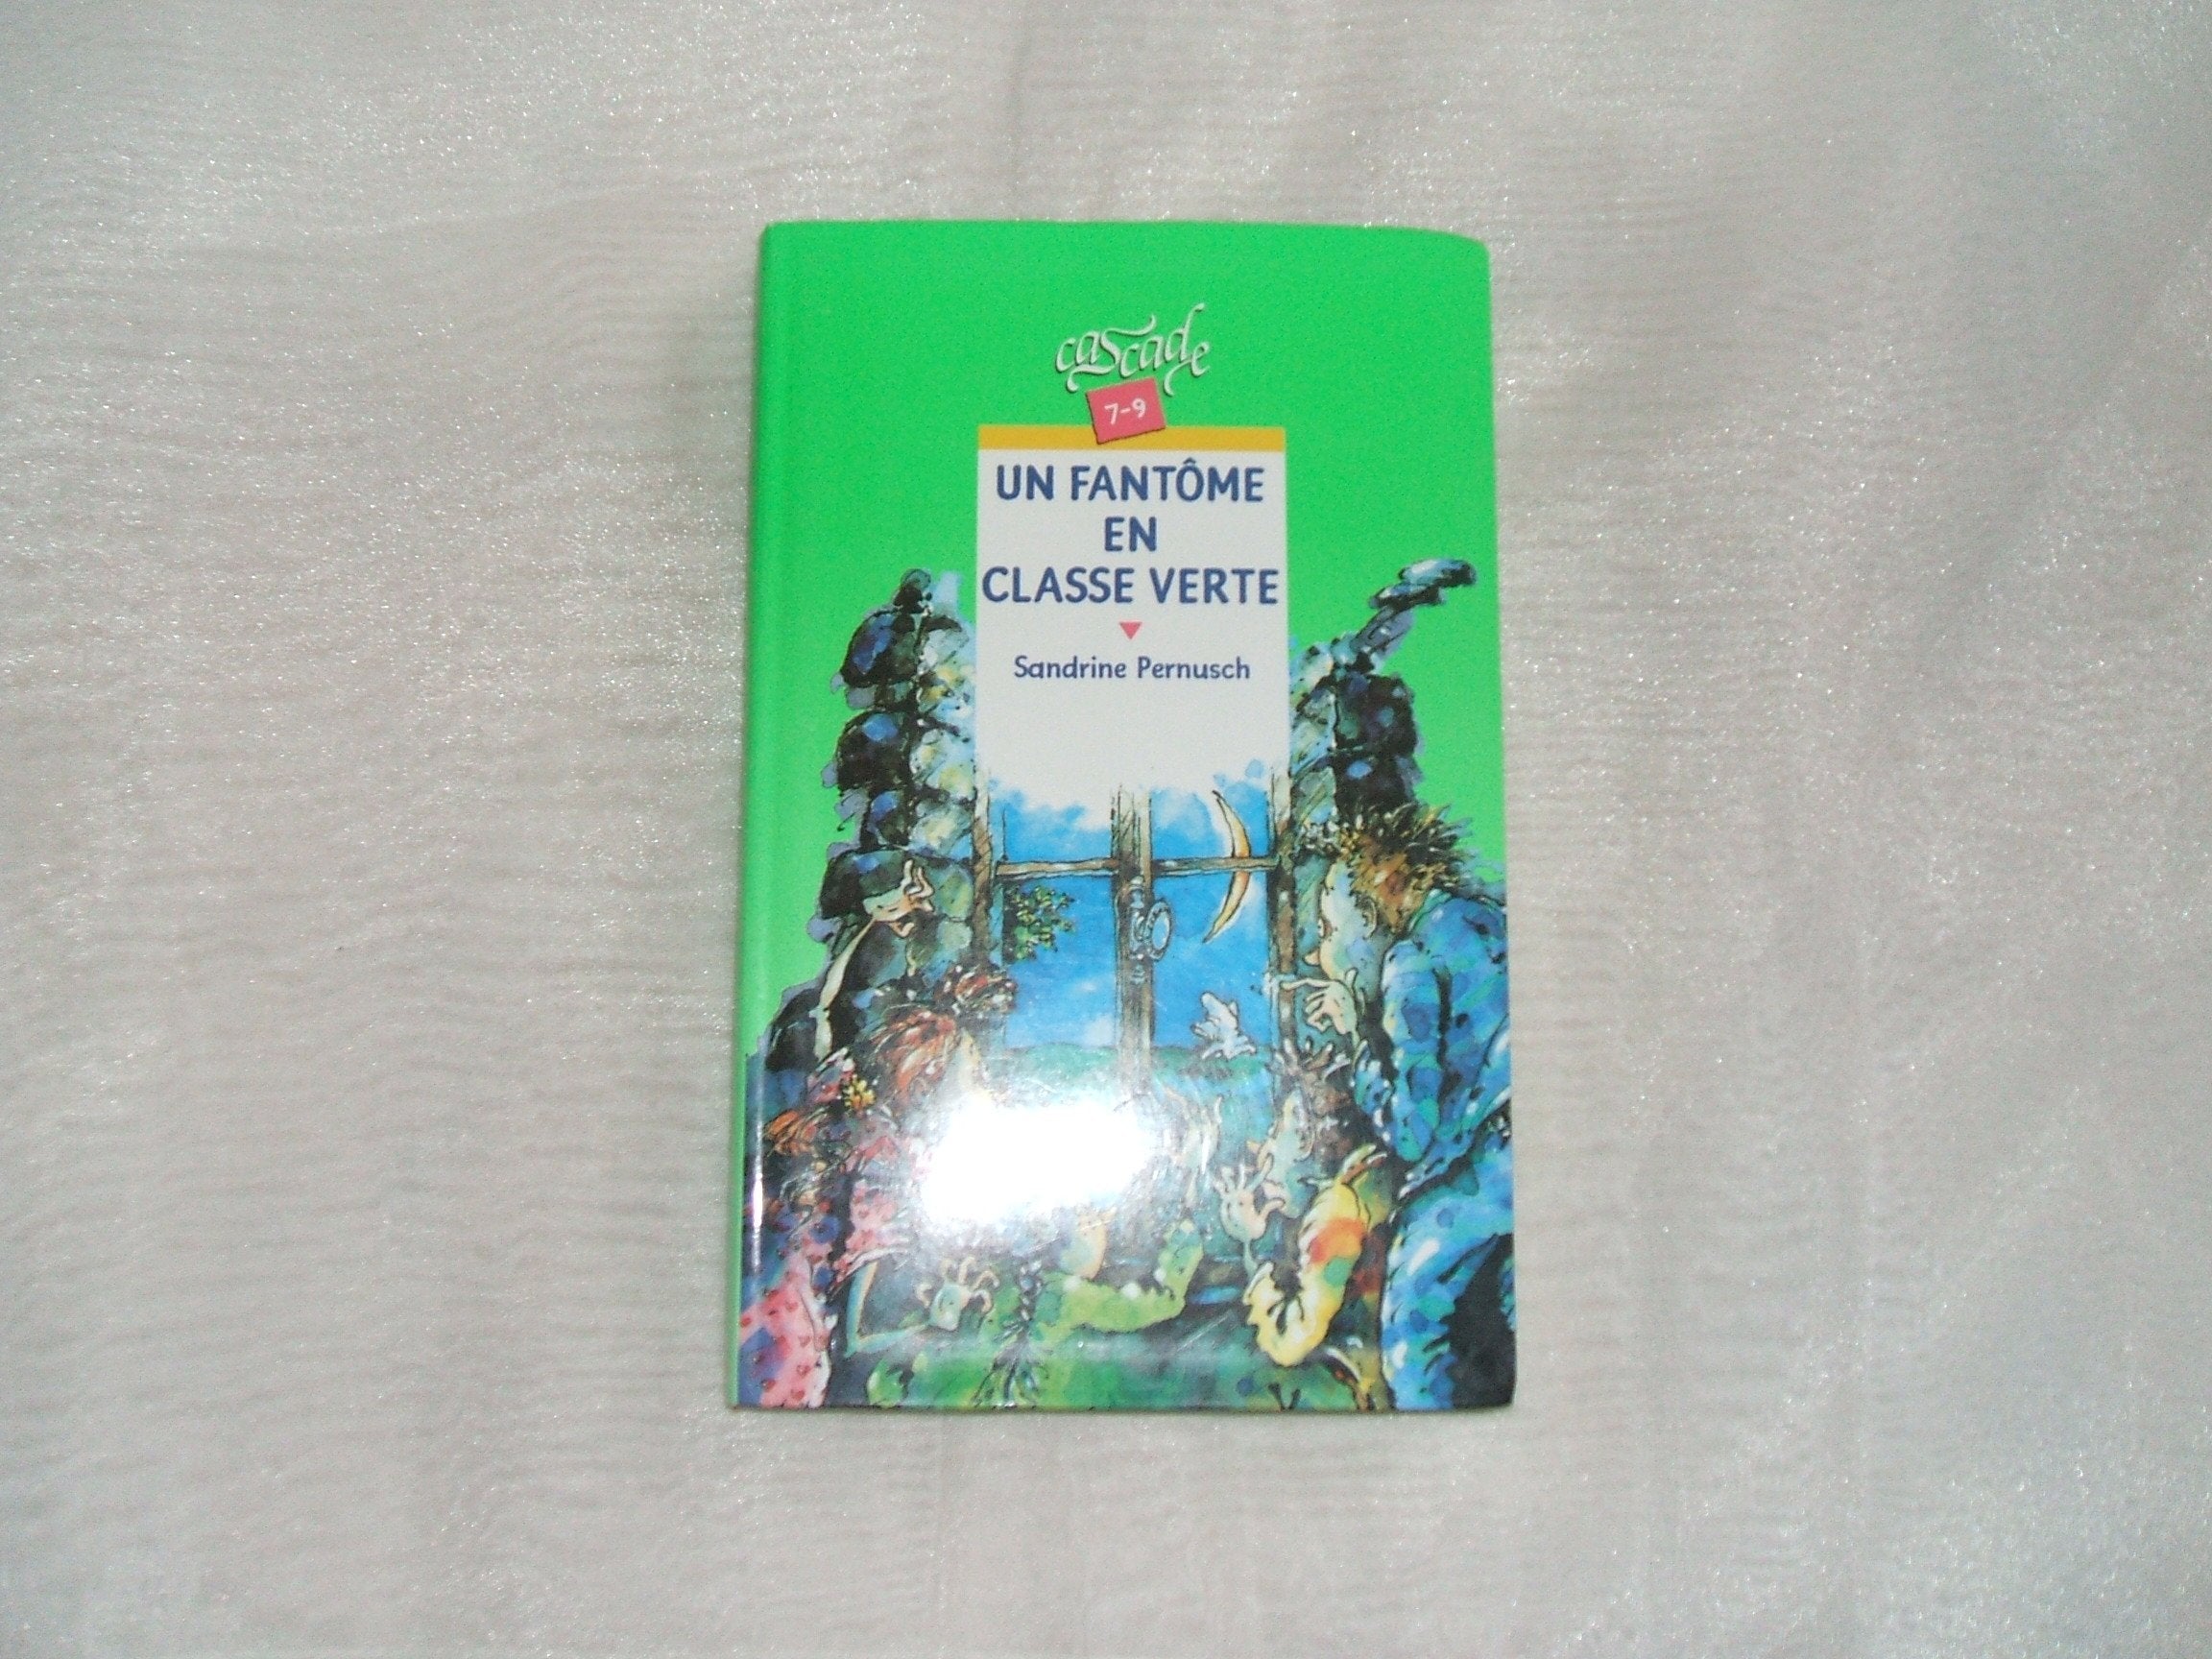 cascade
7-9
UN FANTÔME
EN
CLASSE VERTE
Sandrine Pernusch